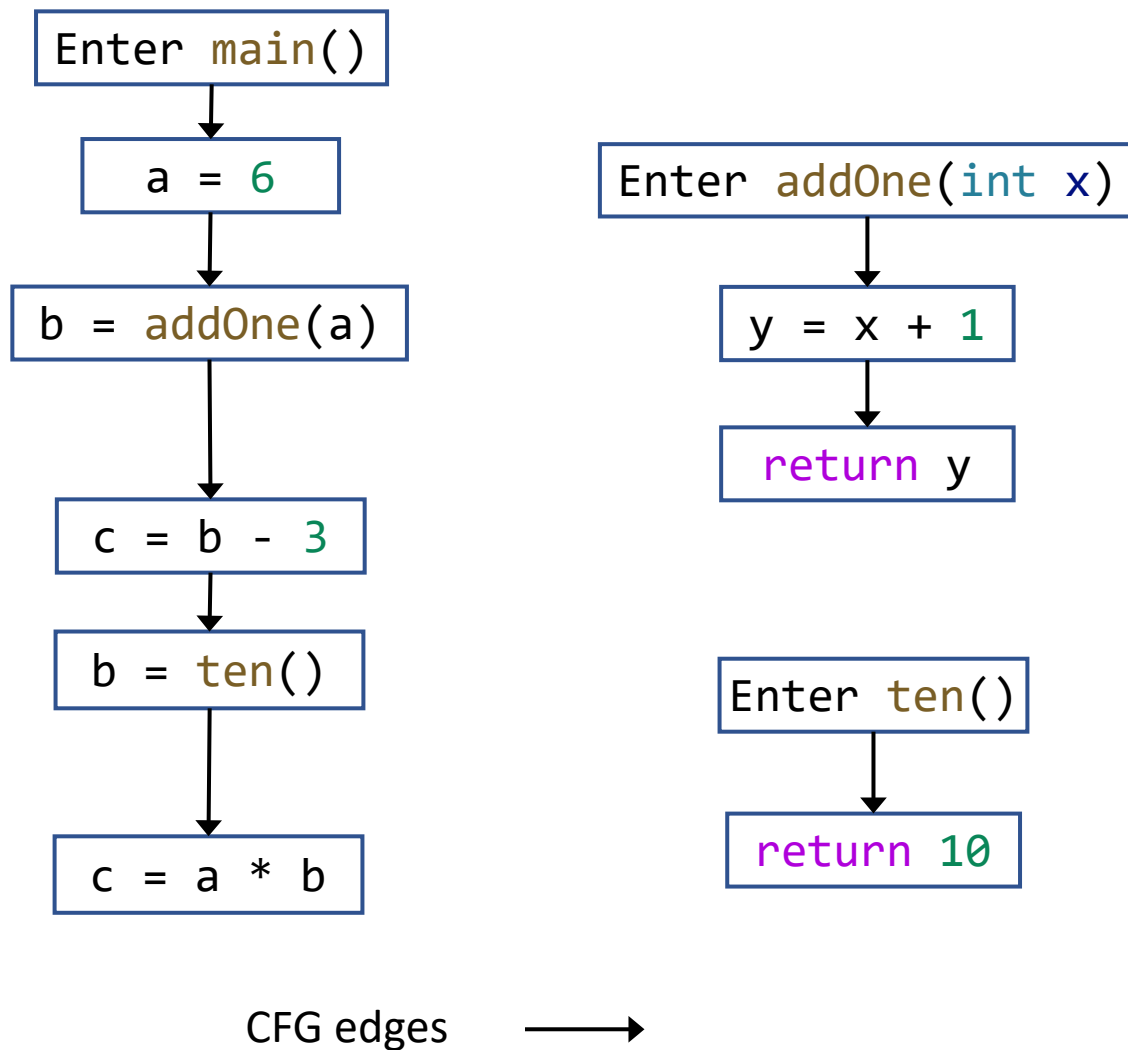 Enter main()
a = 6
b = addOne(a)
c = b - 3
b = ten()
c = a * b
Enter addOne(int x)
y = x + 1
return y
Enter ten()
return 10
CFG edges